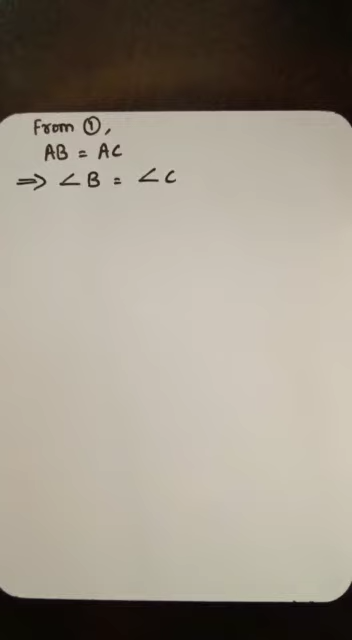 From ①,
AB = AC
⇒ ∠B = ∠C